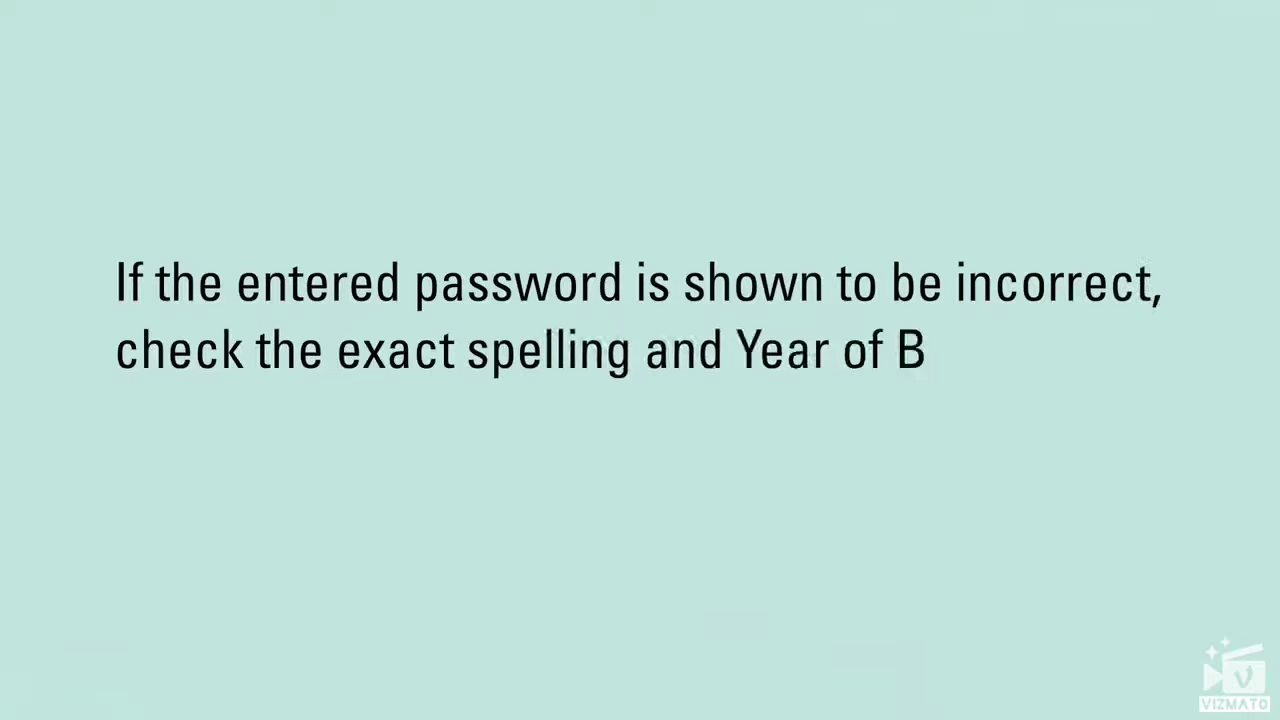 If the entered password is shown to be incorrect,
check the exact spelling and Year of B
V
VIZMATO